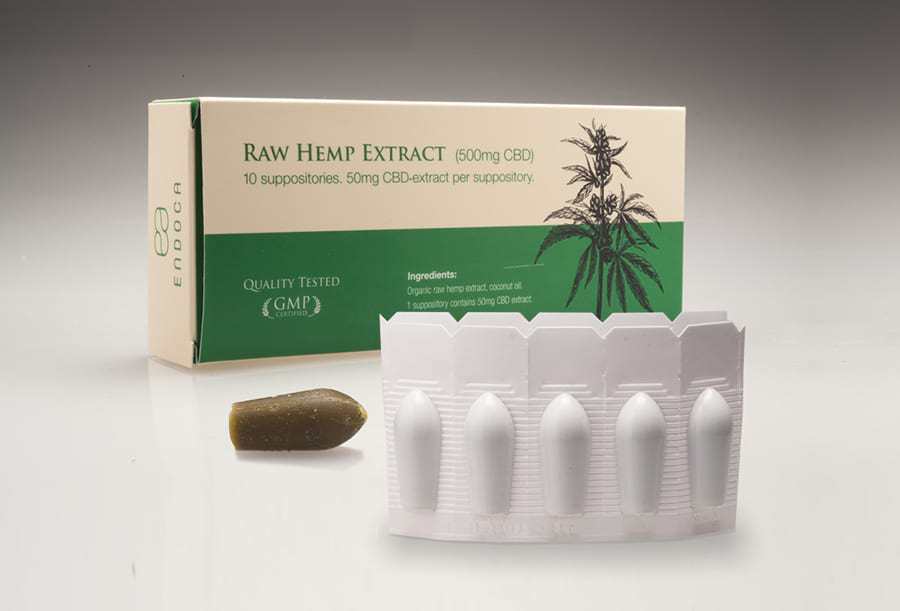 RAW HEMP EXTRACT (500mg CBD)
10 suppositories. 50mg CBD-extract per suppository.
ENDOCA
QUALITY TESTED
GMP
CERTIFIED
Ingredients:
Organic raw hemp extract, coconut oil.
1 suppository contains 50mg CBD extract.